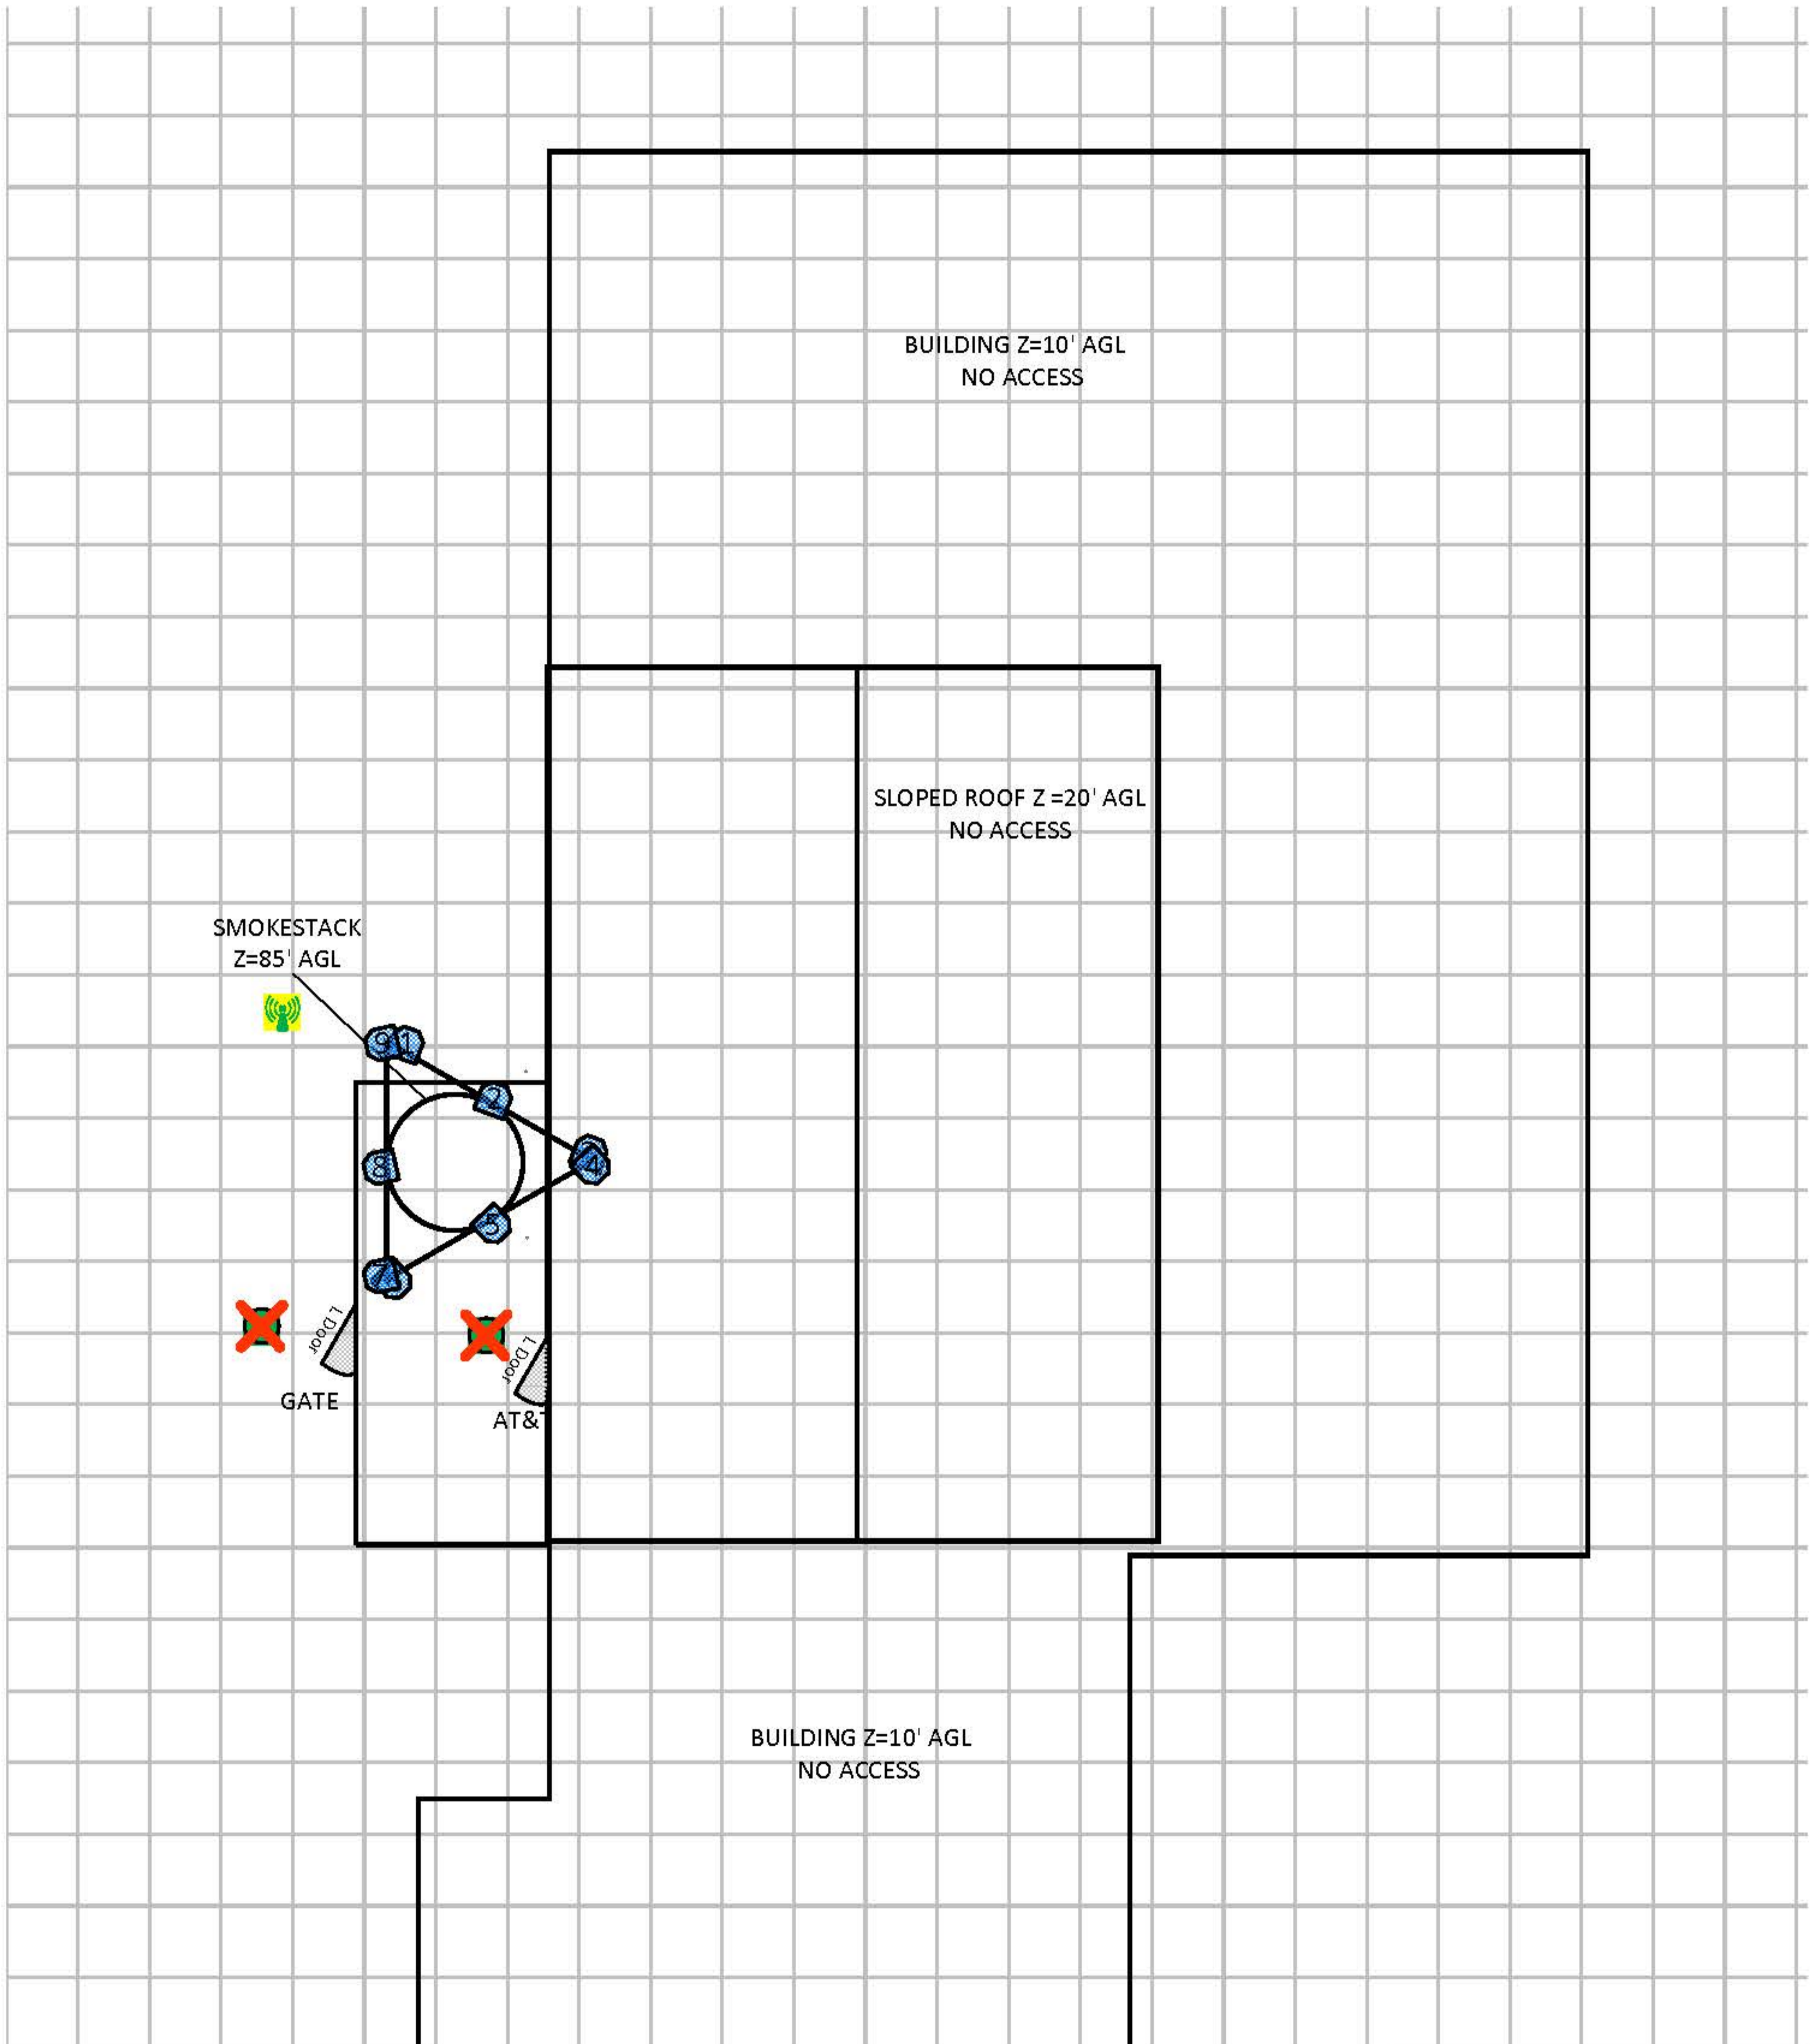 BUILDING Z=10' AGL
NO ACCESS
SLOPED ROOF Z =20' AGL
NO ACCESS
SMOKESTACK
Z=85' AGL
9
1
2
4
8
5
7
L Door
L Door
GATE
AT&T
BUILDING Z=10' AGL
NO ACCESS